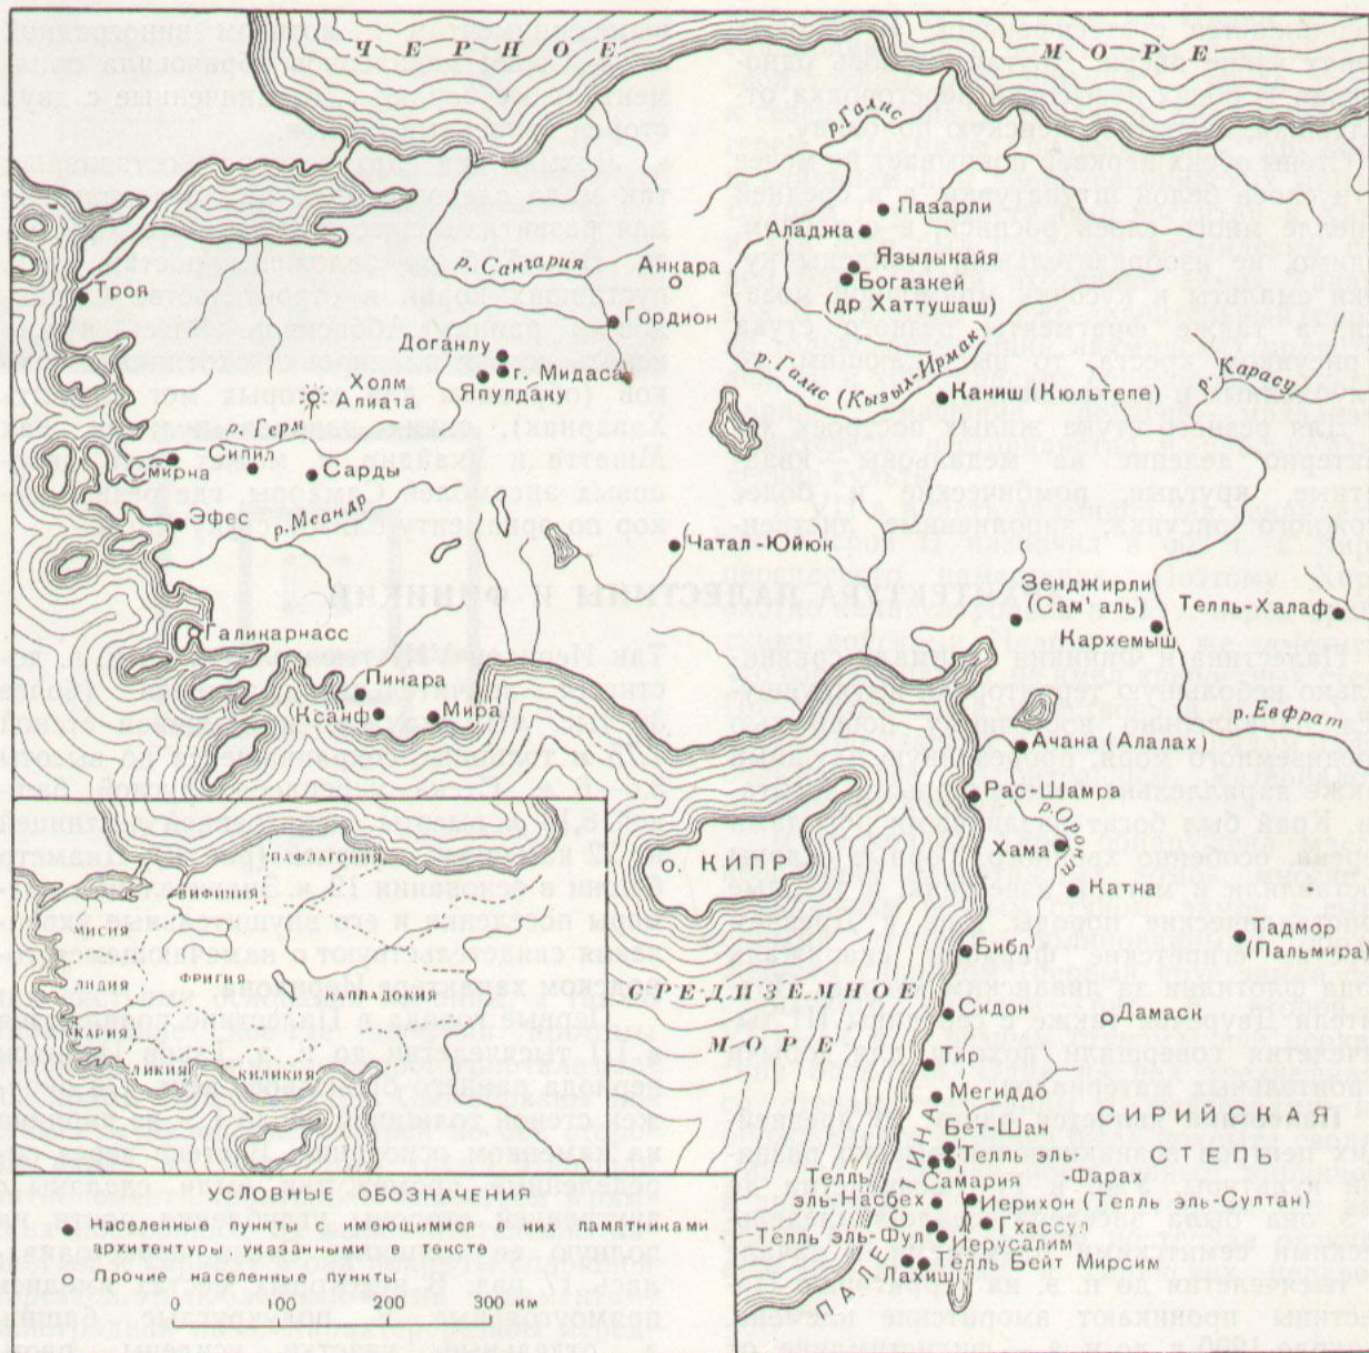 ЧЕРНОЕ МОРЕ
р. Галис
Пазарли
Аладжа
Язылыкайя
Богазкей
(др Хаттушаш)
р. Сангария
Анкара
Троя
Гордион
Доганлу
г. Мидаса
Япулдаку
Холм
Алиата
р. Галис (Кызыл-Ирмак)
р. Карасу
Каниш (Кюльтепе)
р. Герм
Сипил
Смирна
Сарды
Эфес
р. Меандр
Чатал-Юйюк
Зенджирли
(Сам'аль)
Телль-Халаф
Кархемыш
Галикарнасс
Пинара
Ксанф
Мира
р. Евфрат
Ачана (Алалах)
Рас-Шамра
р. Оронт
Хама
Катна
о. КИПР
Тадмор
(Пальмира)
Библ
СРЕДИЗЕМНОЕ
МОРЕ
Сидон
Дамаск
Тир
Мегиддо
СИРИЙСКАЯ
СТЕПЬ
Бет-Шан
Телль эль-
-Фарах
Самария
Телль
эль-Насбех
Иерихон (Телль эль-Султан)
Гхассул
Телль эль-Фул
Иерусалим
Телль Бейт Мирсим
Лахиш
ПАЛЕСТИНА
ПАФЛАГОНИЯ
ВИФИНИЯ
МИСИЯ
ФРИГИЯ
ЛИДИЯ
КАППАДОКИЯ
КАРИЯ
ЛИКИЯ
КИЛИКИЯ
УСЛОВНЫЕ ОБОЗНАЧЕНИЯ
Населенные пункты с имеющимися в них памятниками
архитектуры, указанными в тексте
Прочие населенные пункты
0 100 200 300 км